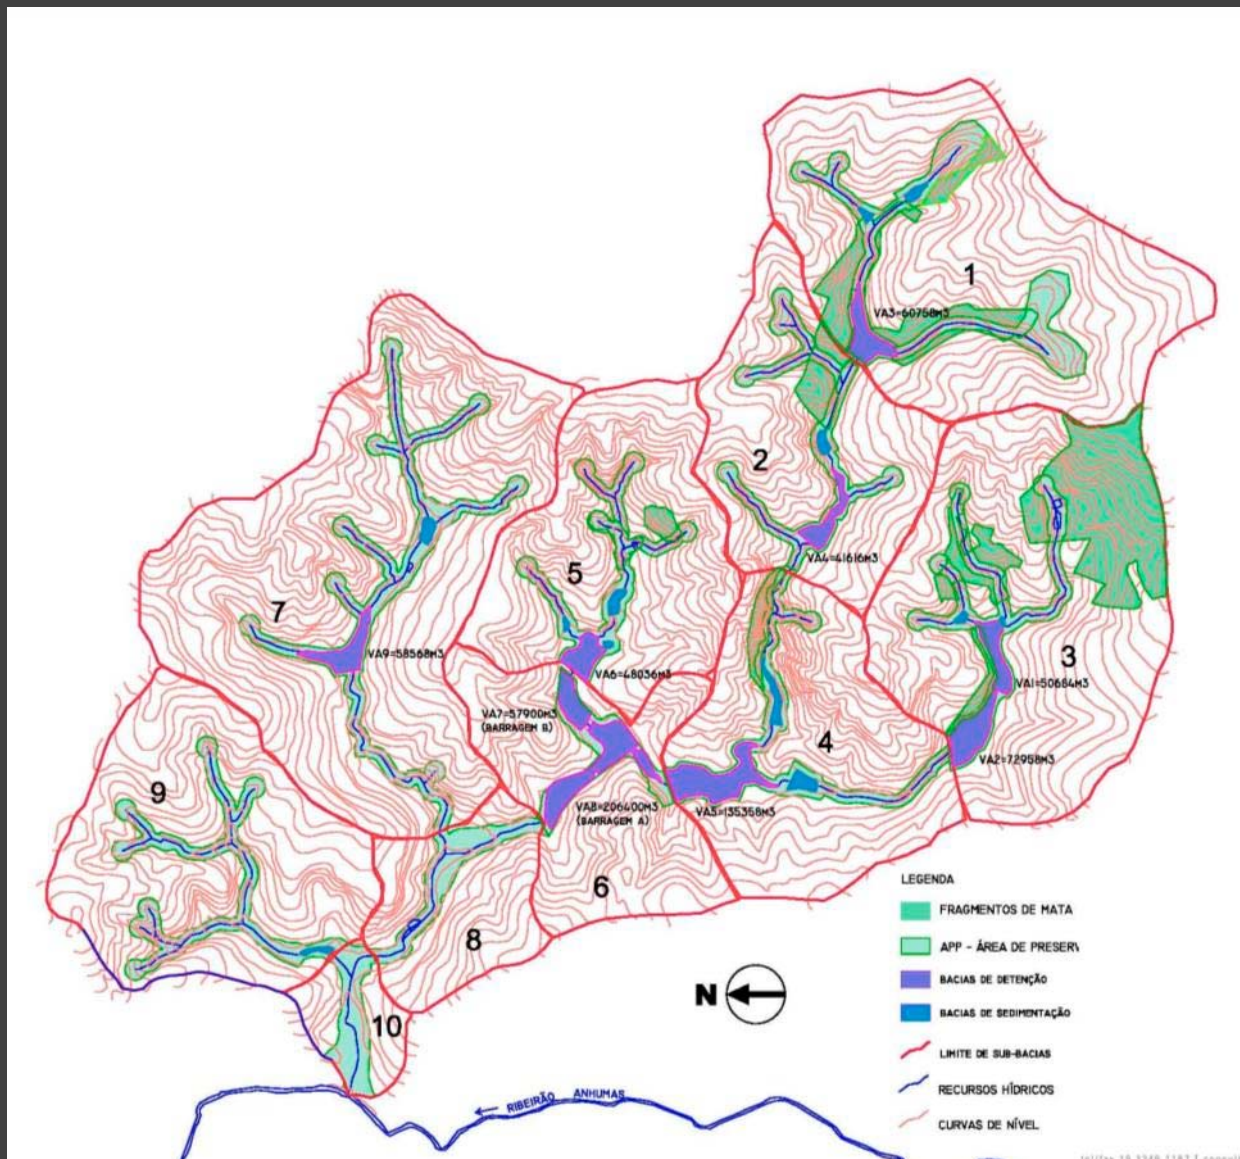 1
VA3=60758M3
2
VA4=41616M3
5
7
VA9=58568M3
VA6=48036M3
3
VA1=50684M3
VA7=57900M3
(BARRAGEM B)
4
VA2=72958M3
9
VA8=206400M3
(BARRAGEM A)
VA5=135358M3
6
8
10
N
LEGENDA
FRAGMENTOS DE MATA
APP - ÁREA DE PRESERV
BACIAS DE DETENÇÃO
BACIAS DE SEDIMENTAÇÃO
LIMITE DE SUB-BACIAS
RECURSOS HÍDRICOS
CURVAS DE NÍVEL
RIBEIRÃO ANHUMAS